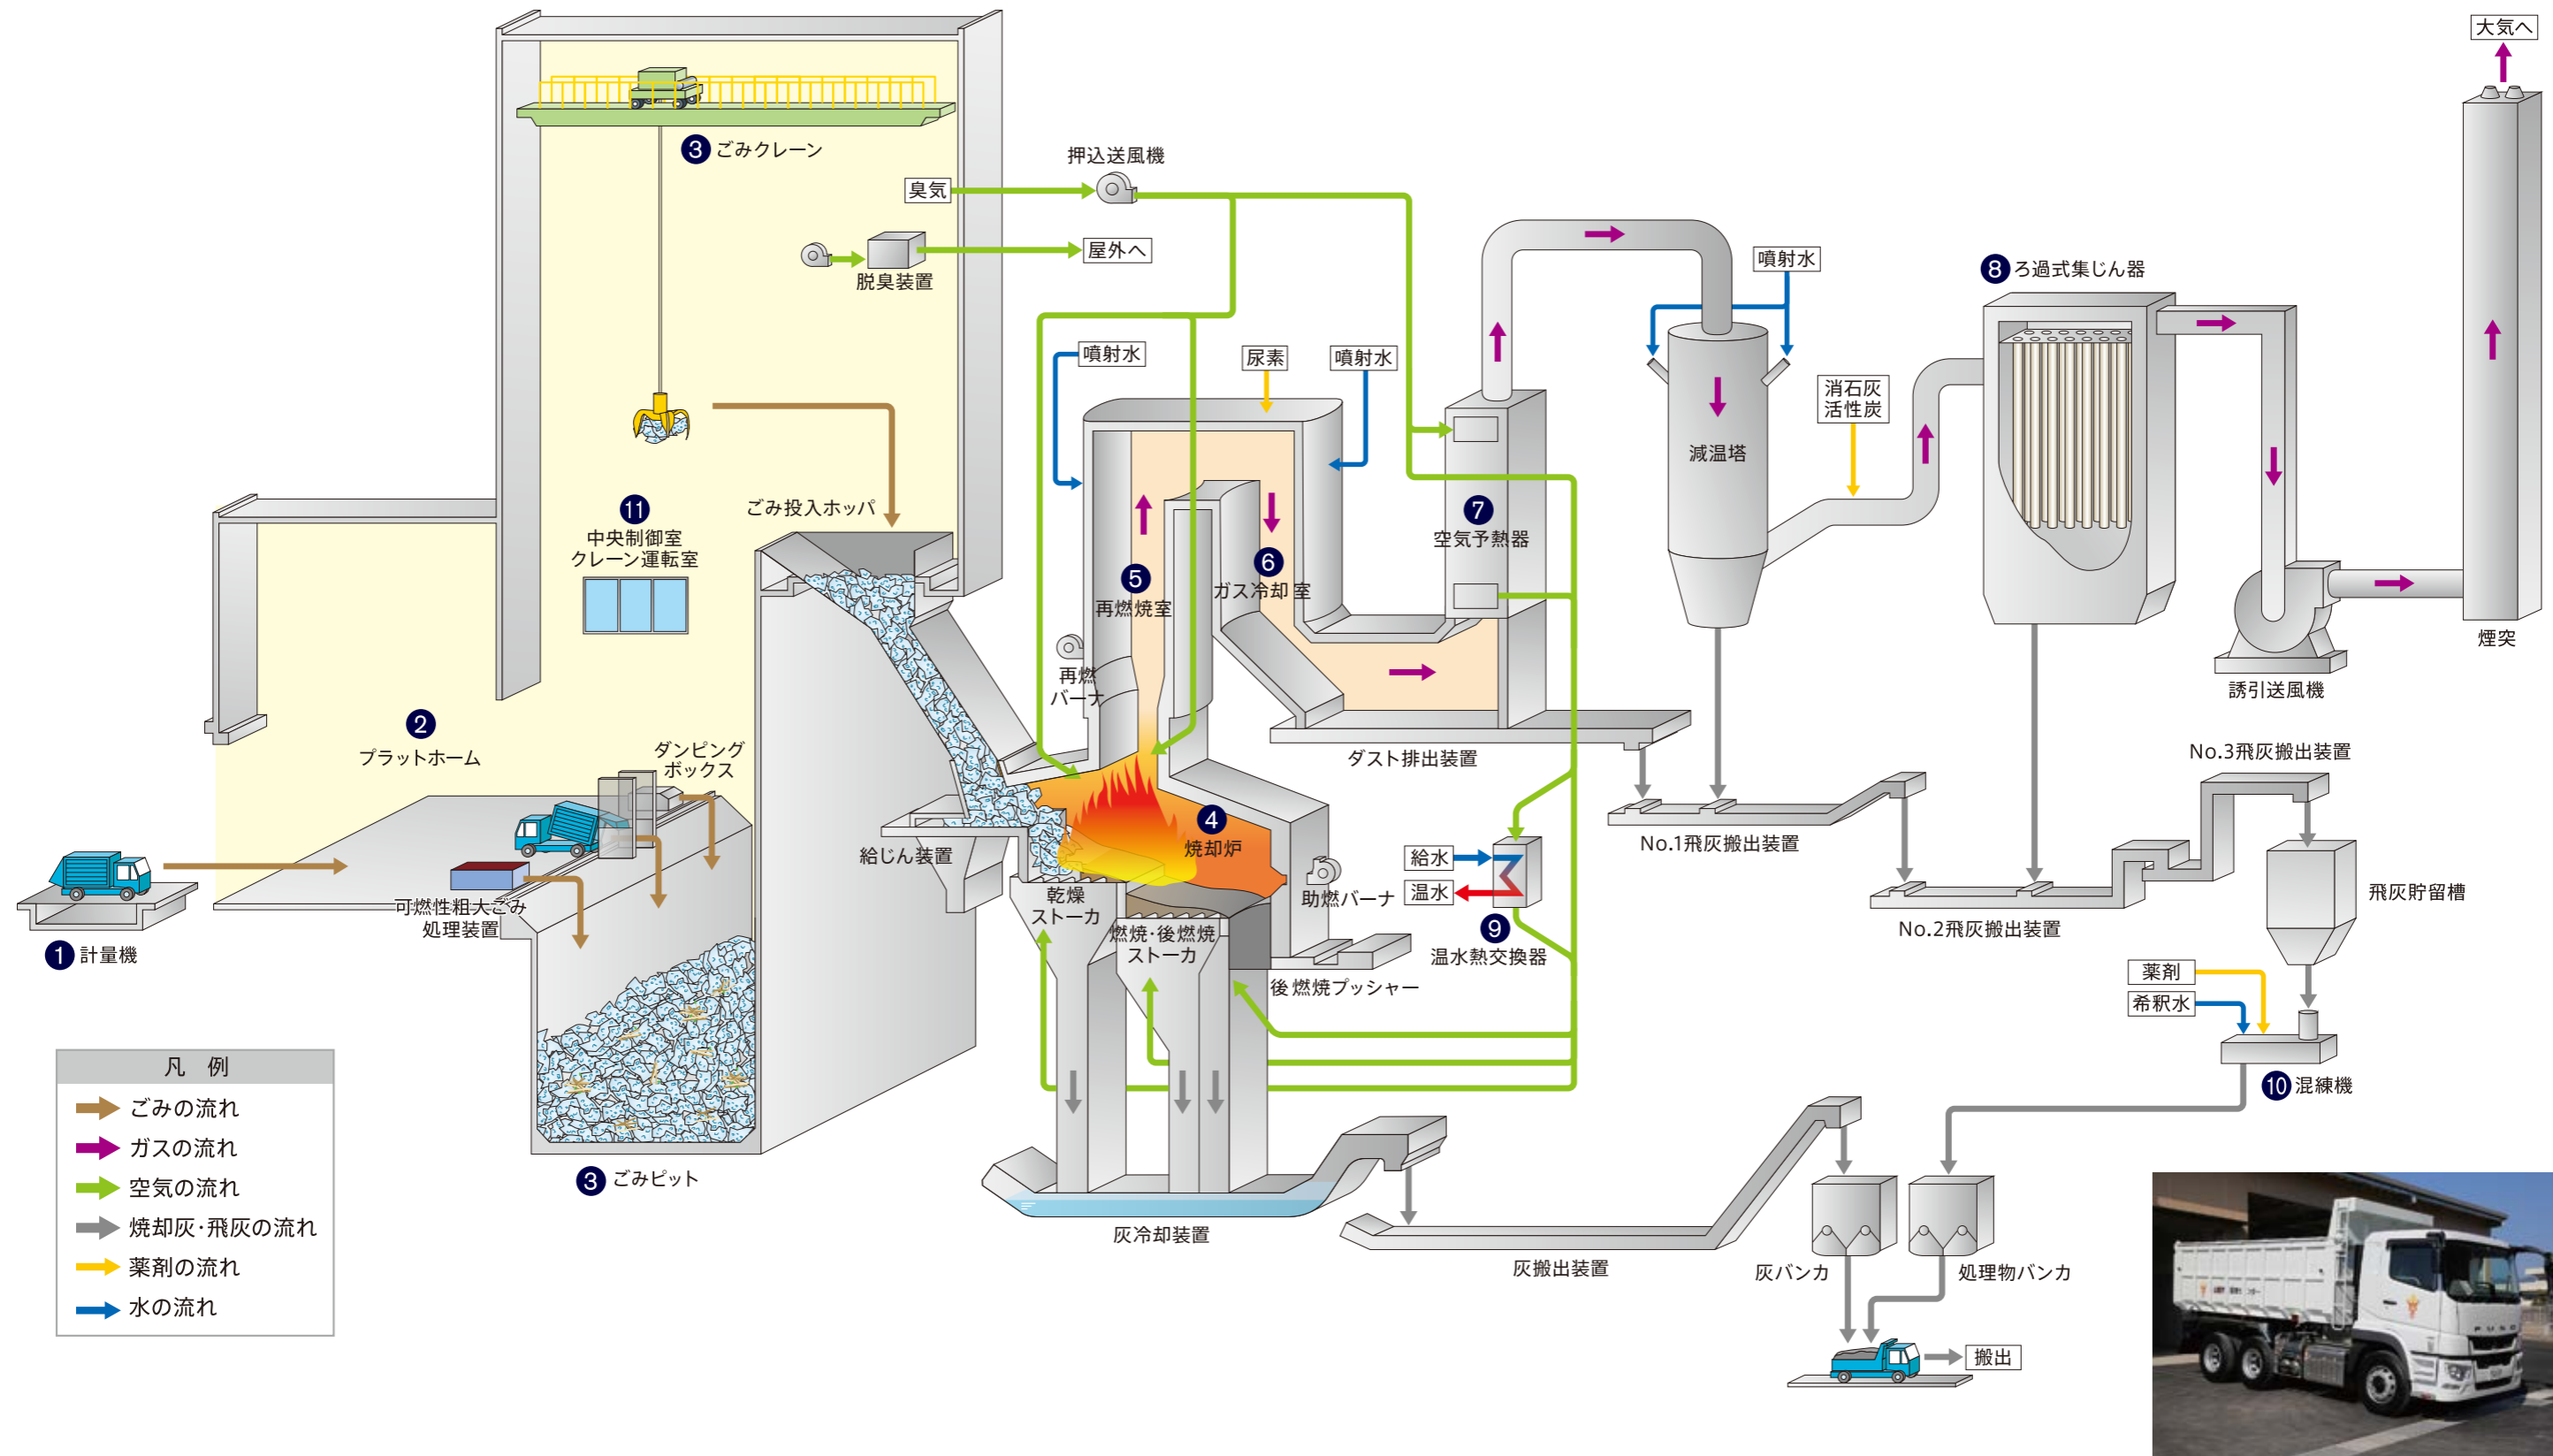 大気へ
③ ごみクレーン
押込送風機
臭気
屋外へ
脱臭装置
噴射水
⑧ ろ過式集じん器
噴射水
尿素
噴射水
消石灰
活性炭
減温塔
⑪
中央制御室
クレーン運転室
ごみ投入ホッパ
⑦
空気予熱器
⑥
ガス冷却室
⑤
再燃焼室
再燃
バーナ
煙突
誘引送風機
②
プラットホーム
ダンピング
ボックス
ダスト排出装置
No.3飛灰搬出装置
④
焼却炉
給じん装置
No.1飛灰搬出装置
給水
温水
助燃バーナ
乾燥
ストーカ
飛灰貯留槽
可燃性粗大ごみ
処理装置
燃焼・後燃焼
ストーカ
⑨
温水熱交換器
No.2飛灰搬出装置
① 計量機
後燃焼プッシャー
薬剤
希釈水
凡 例
ごみの流れ
ガスの流れ
空気の流れ
焼却灰・飛灰の流れ
薬剤の流れ
水の流れ
⑩ 混練機
③ ごみピット
灰冷却装置
灰搬出装置
灰バンカ
処理物バンカ
搬出
FUSO